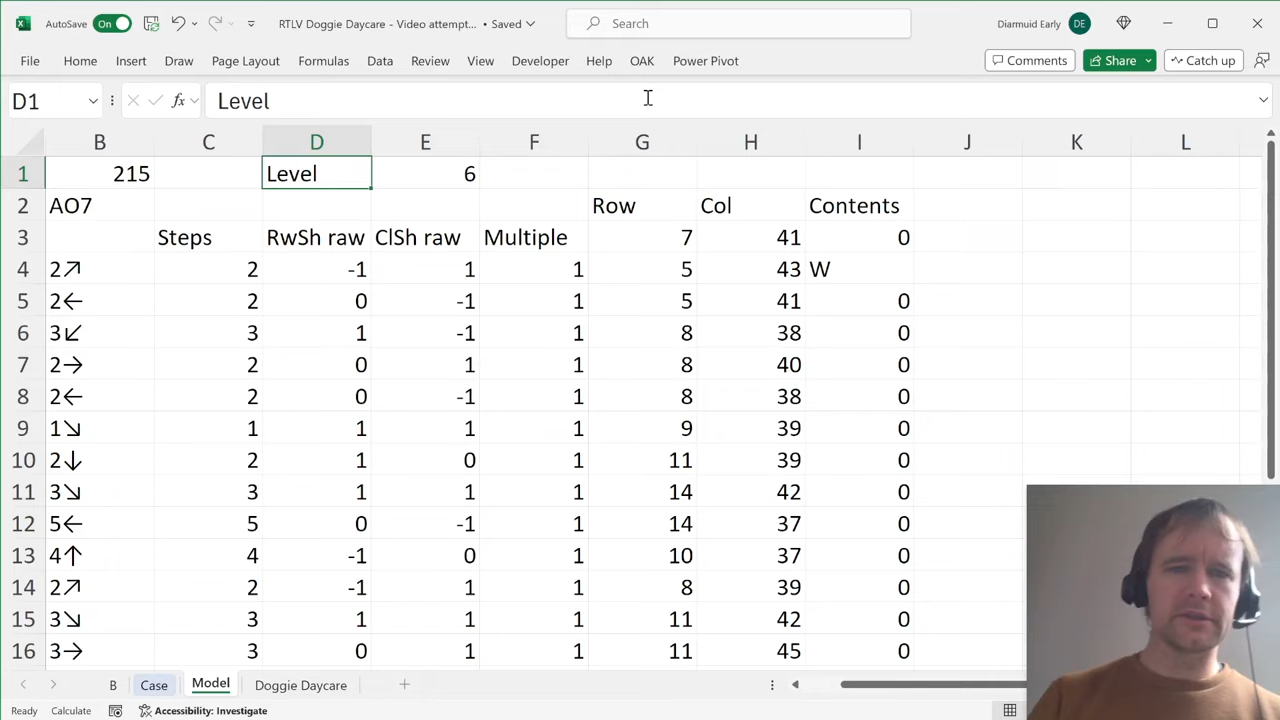 AutoSave On RTLV Doggie Daycare - Video attempt... • Saved Search Diarmuid Early DE
File Home Insert Draw Page Layout Formulas Data Review View Developer Help OAK Power Pivot Comments Share Catch up
D1 fx Level
B C D E F G H I J K L
1 215 Level 6
2 AO7 Row Col Contents
3 Steps RwSh raw ClSh raw Multiple 7 41 0
4 2↗ 2 -1 1 1 5 43 W
5 2← 2 0 -1 1 5 41 0
6 3↙ 3 1 -1 1 8 38 0
7 2→ 2 0 1 1 8 40 0
8 2← 2 0 -1 1 8 38 0
9 1↘ 1 1 1 1 9 39 0
10 2↓ 2 1 0 1 11 39 0
11 3↘ 3 1 1 1 14 42 0
12 5← 5 0 -1 1 14 37 0
13 4↑ 4 -1 0 1 10 37 0
14 2↗ 2 -1 1 1 8 39 0
15 3↘ 3 1 1 1 11 42 0
16 3→ 3 0 1 1 11 45 0
B Case Model Doggie Daycare
Ready Calculate Accessibility: Investigate